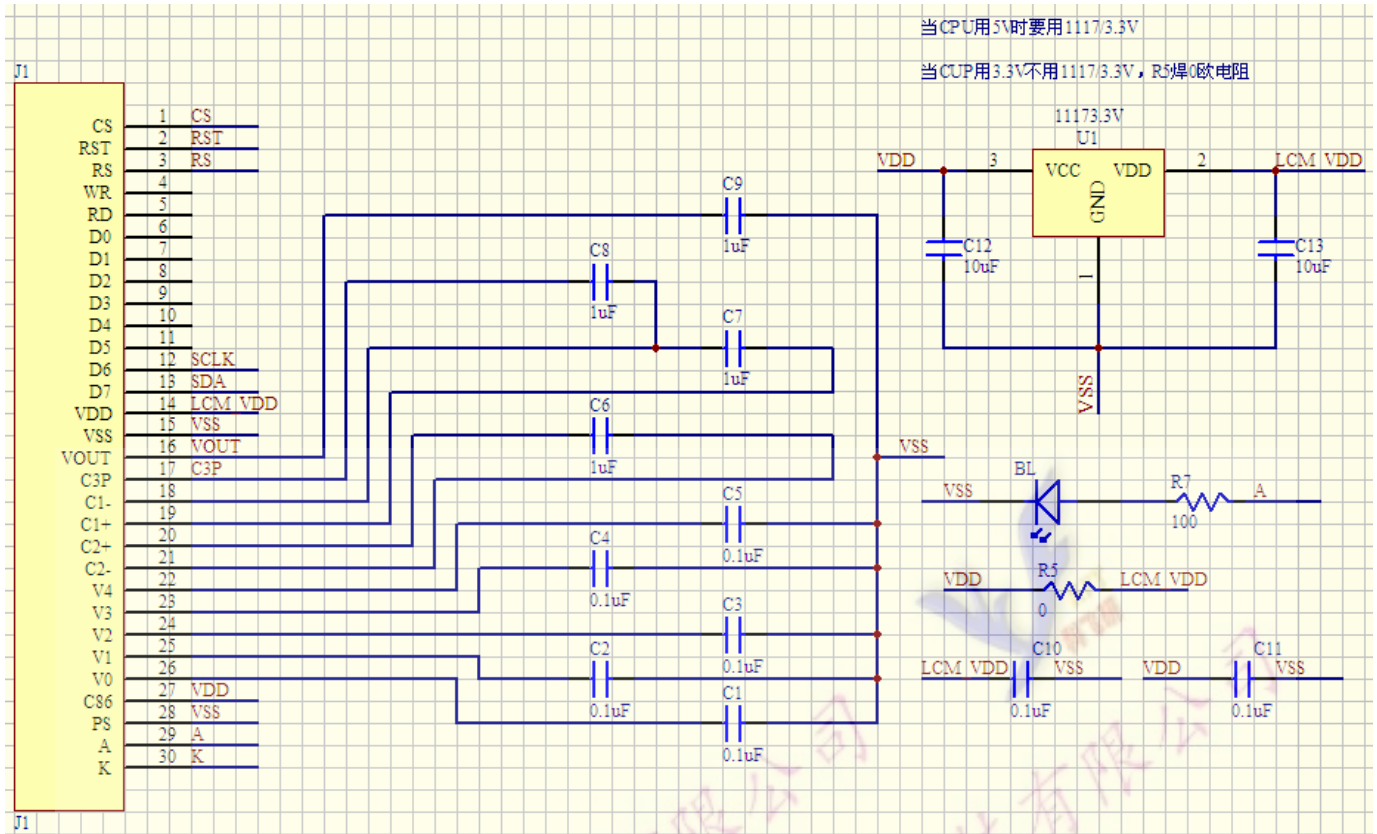 当CPU用5V时要用1117/3.3V
当CUP用3.3V不用1117/3.3V，R5焊0欧电阻
J1
CS 1 CS
RST 2 RST
RS 3 RS
WR 4
RD 5
D0 6
D1 7
D2 8
D3 9
D4 10
D5 11
D6 12 SCLK
D7 13 SDA
VDD 14 LCM VDD
VSS 15 VSS
VOUT 16 VOUT
C3P 17 C3P
C1- 18
C1+ 19
C2+ 20
C2- 21
V4 22
V3 23
V2 24
V1 25
V0 26
C86 27 VDD
PS 28 VSS
A 29 A
K 30 K
J1
C9
1uF
C8
1uF
C7
1uF
C6
1uF
C5
0.1uF
C4
0.1uF
C3
0.1uF
C2
0.1uF
C1
0.1uF
VSS
11173.3V
U1
VDD 3 VCC VDD 2 LCM VDD
GND
1
C12
10uF
C13
10uF
VSS
BL
VSS
R7
100
A
VDD R5 LCM VDD
0
C10
LCM VDD VSS
0.1uF
C11
VDD VSS
0.1uF
限公司
有限公司